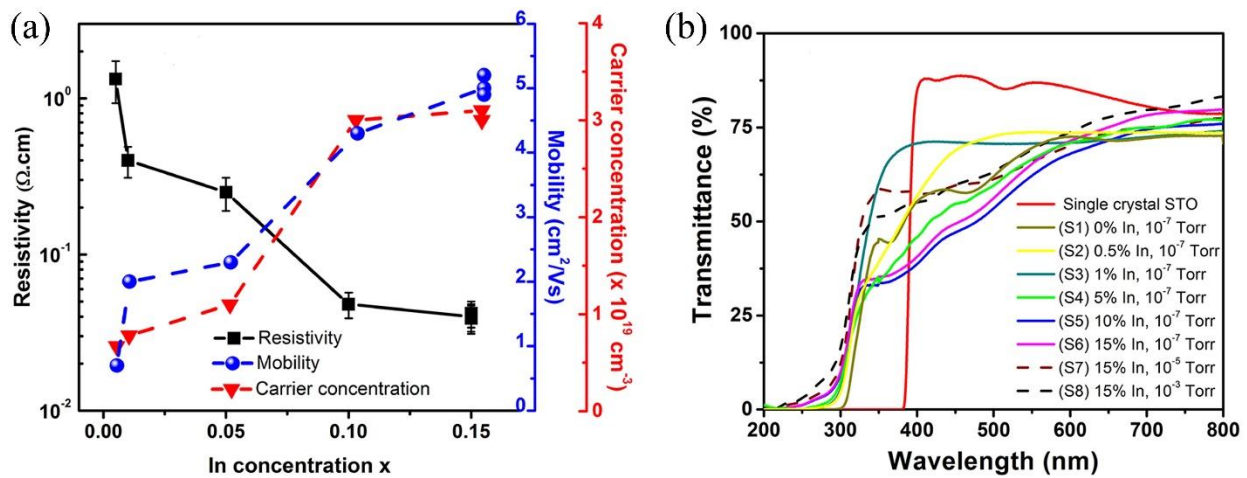 (a)
Resistivity (Ω.cm)
10⁰
10⁻¹
10⁻²
0.00
0.05
0.10
0.15
In concentration x
Resistivity
Mobility
Carrier concentration
6
5
4
3
2
1
0
Mobility (cm²/Vs)
4
3
2
1
0
Carrier concentration (x 10¹⁹ cm⁻³)
(b)
Transmittance (%)
100
75
50
25
0
200
300
400
500
600
700
800
Wavelength (nm)
Single crystal STO
(S1) 0% In, 10⁻⁷ Torr
(S2) 0.5% In, 10⁻⁷ Torr
(S3) 1% In, 10⁻⁷ Torr
(S4) 5% In, 10⁻⁷ Torr
(S5) 10% In, 10⁻⁷ Torr
(S6) 15% In, 10⁻⁷ Torr
(S7) 15% In, 10⁻⁵ Torr
(S8) 15% In, 10⁻³ Torr